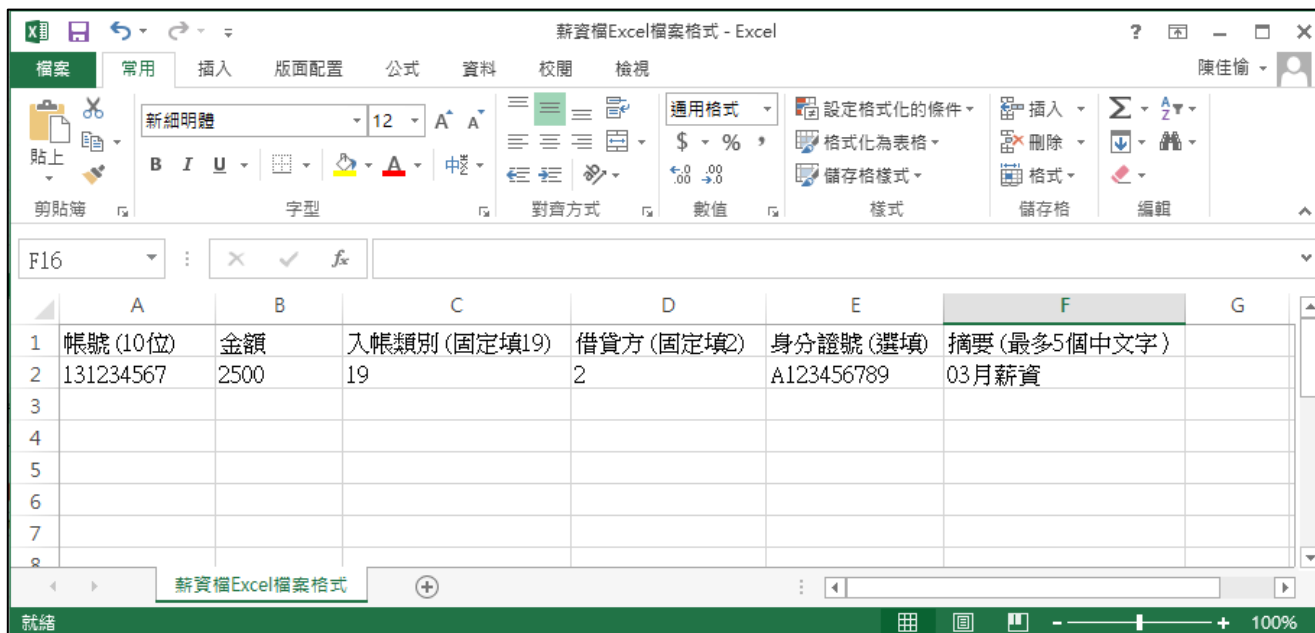 薪資檔Excel檔案格式 - Excel
檔案 常用 插入 版面配置 公式 資料 校閱 檢視 陳佳愉
新細明體 12 A A 通用格式 設定格式化的條件 插入
貼上 B I U A 中 $ % , 格式化為表格 刪除
.00 .00 儲存格樣式 格式
剪貼簿 字型 對齊方式 數值 樣式 儲存格 編輯
F16 fx
A B C D E F G
1 帳號(10位) 金額 入帳類別(固定填19) 借貸方(固定填2) 身分證號(選填) 摘要(最多5個中文字)
2 131234567 2500 19 2 A123456789 03月薪資
3
4
5
6
7
8
薪資檔Excel檔案格式
就緒 100%